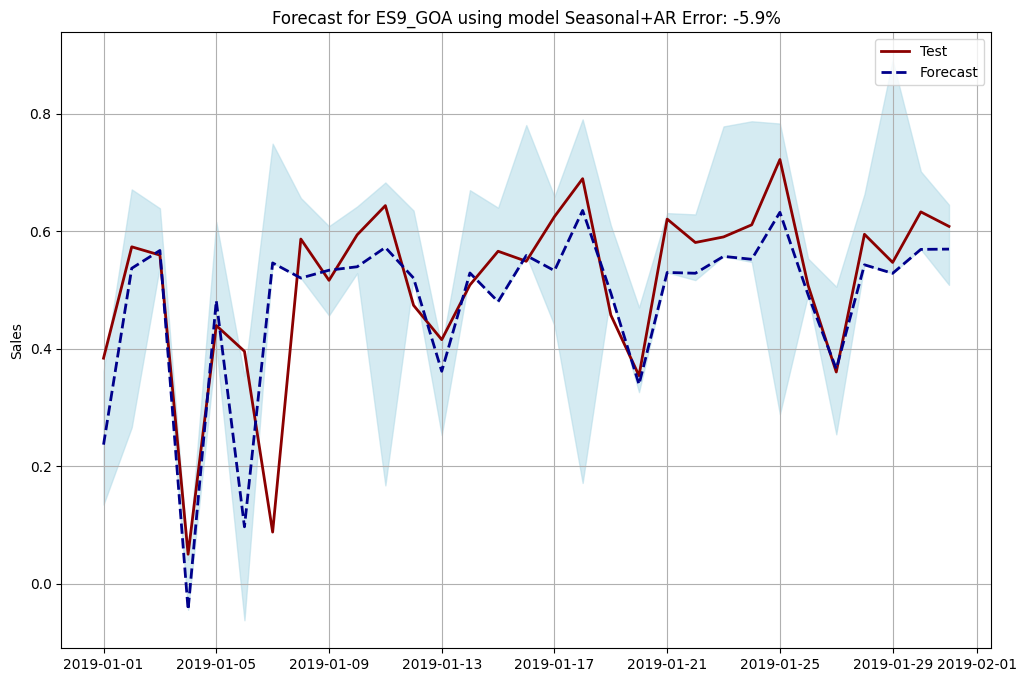 Forecast for ES9_GOA using model Seasonal+AR Error: -5.9%
Test
Forecast
Sales
0.8
0.6
0.4
0.2
0.0
2019-01-01 2019-01-05 2019-01-09 2019-01-13 2019-01-17 2019-01-21 2019-01-25 2019-01-29 2019-02-01